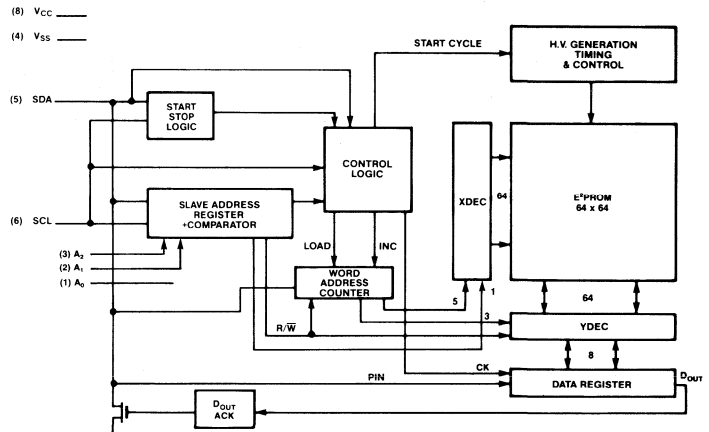 (8) VCC
(4) VSS
START CYCLE
H.V. GENERATION
TIMING
& CONTROL
(5) SDA
START
STOP
LOGIC
CONTROL
LOGIC
XDEC
64
E²PROM
64 x 64
SLAVE ADDRESS
REGISTER
+COMPARATOR
(6) SCL
LOAD
INC
(3) A₂
(2) A₁
(1) A₀
WORD
ADDRESS
COUNTER
1
5
64
3
R/W̅
YDEC
8
CK
PIN
DATA REGISTER
DOUT
DOUT
ACK